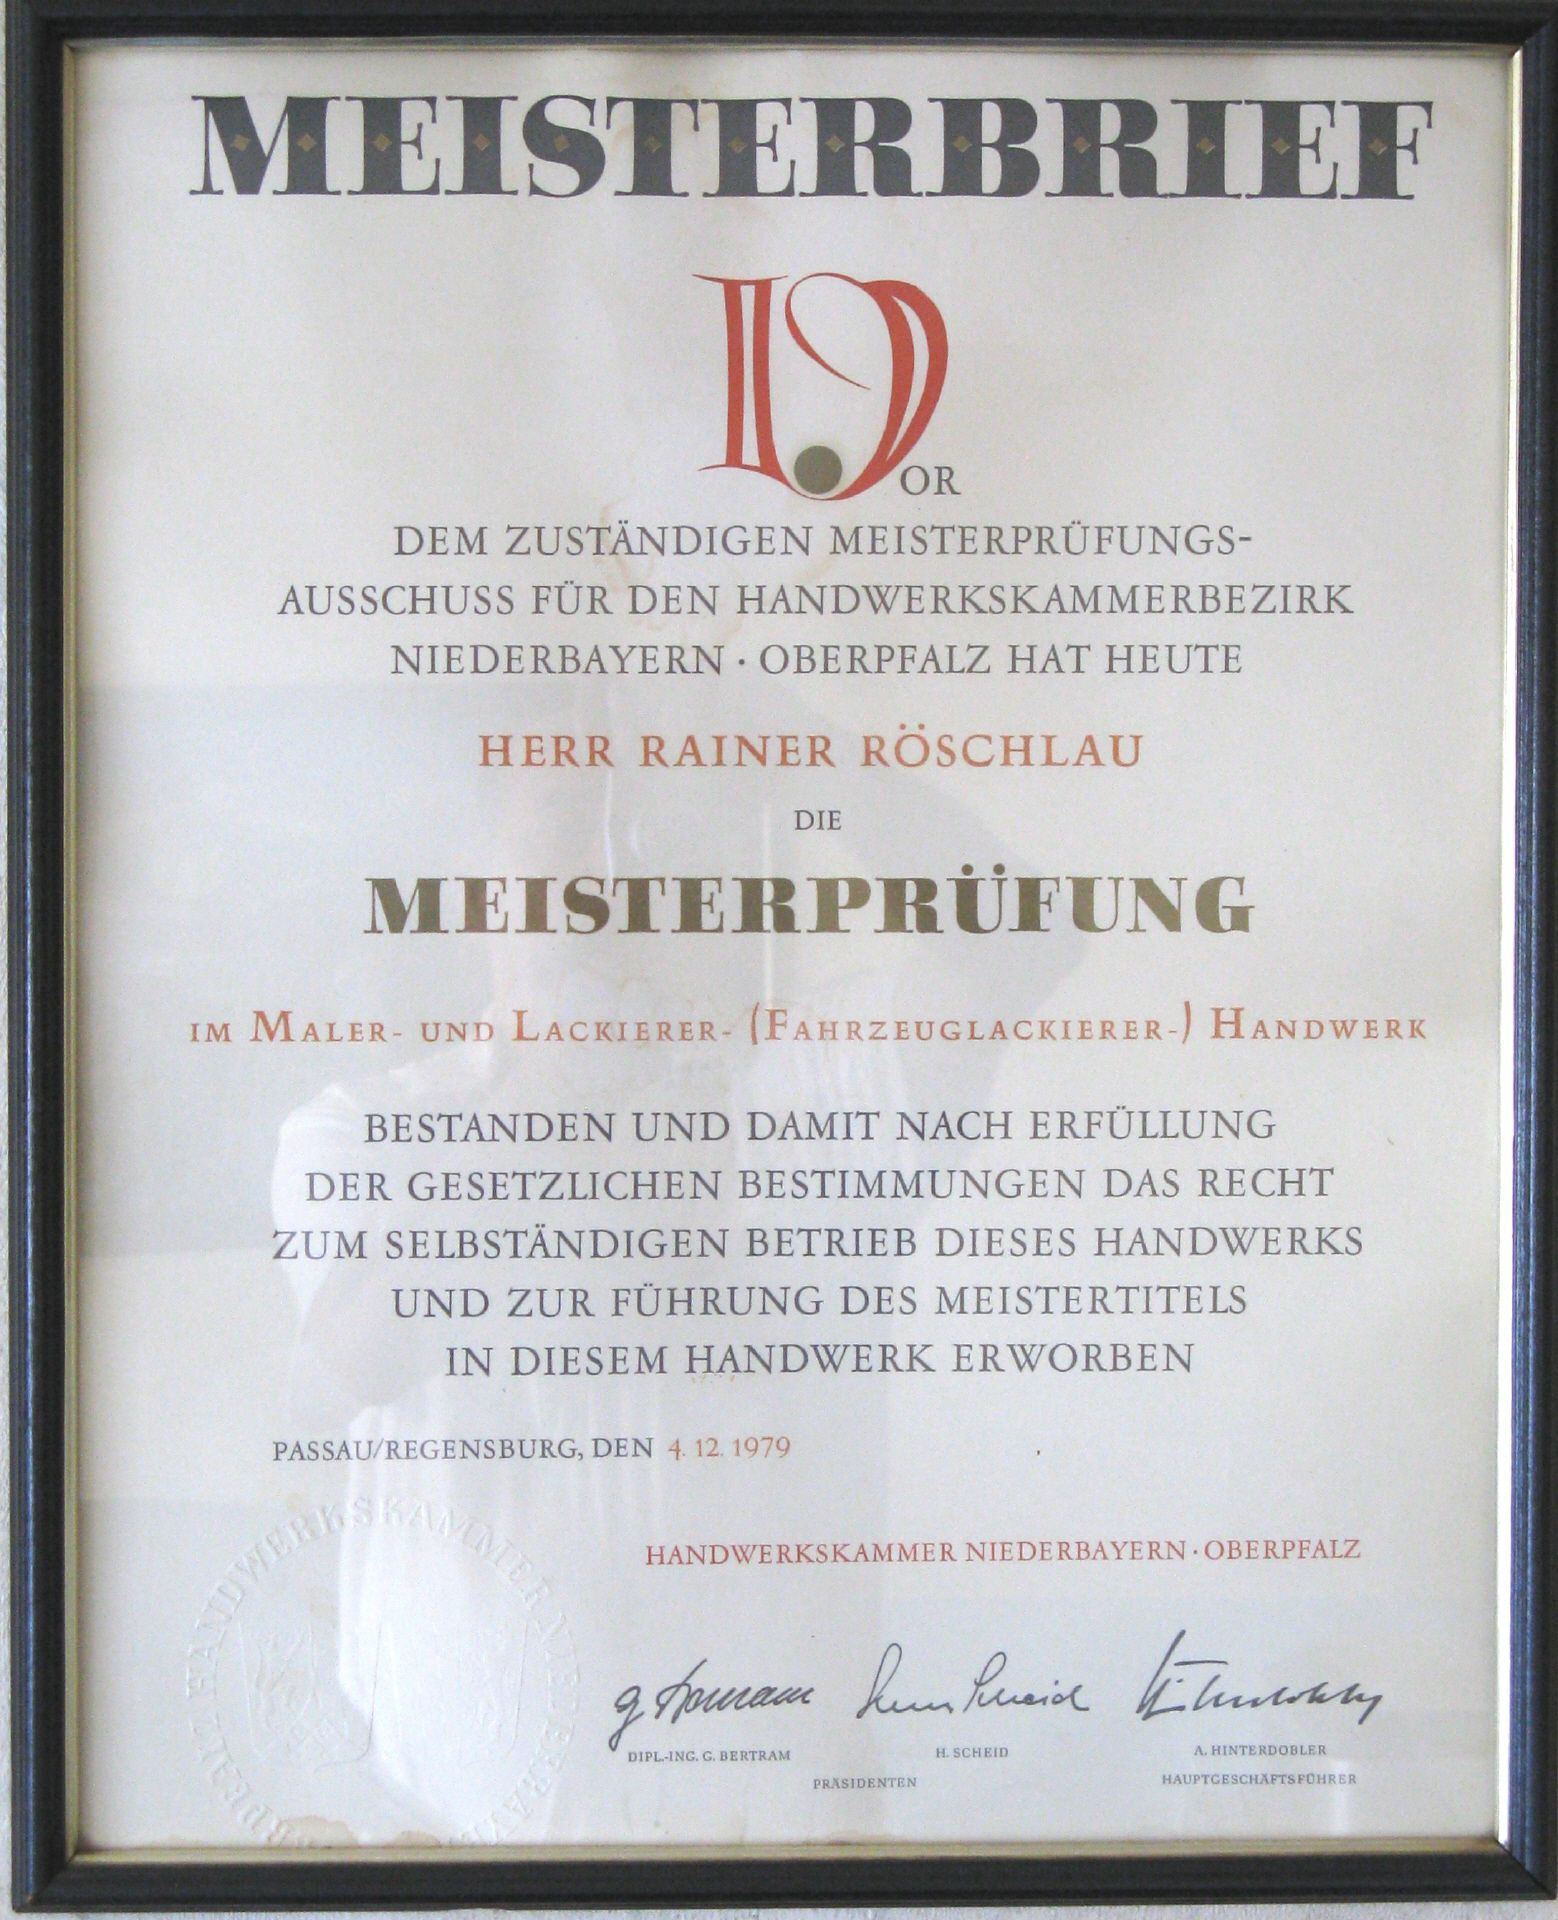 MEISTERBRIEF
VOR
DEM ZUSTÄNDIGEN MEISTERPRÜFUNGS-
AUSSCHUSS FÜR DEN HANDWERKSKAMMERBEZIRK
NIEDERBAYERN · OBERPFALZ HAT HEUTE
HERR RAINER RÖSCHLAU
DIE
MEISTERPRÜFUNG
IM MALER- UND LACKIERER- (FAHRZEUGLACKIERER-) HANDWERK
BESTANDEN UND DAMIT NACH ERFÜLLUNG
DER GESETZLICHEN BESTIMMUNGEN DAS RECHT
ZUM SELBSTÄNDIGEN BETRIEB DIESES HANDWERKS
UND ZUR FÜHRUNG DES MEISTERTITELS
IN DIESEM HANDWERK ERWORBEN
PASSAU/REGENSBURG, DEN 4. 12. 1979
HANDWERKSKAMMER
HANDWERKSKAMMER NIEDERBAYERN · OBERPFALZ
DIPL.-ING. G. BERTRAM H. SCHEID A. HINTERDOBLER
PRÄSIDENTEN HAUPTGESCHÄFTSFÜHRER